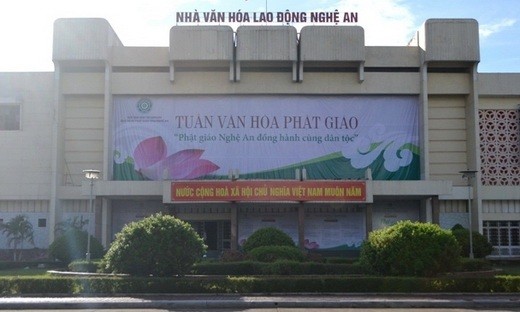 NHÀ VĂN HÓA LAO ĐỘNG NGHỆ AN
TUẦN VĂN HÓA PHẬT GIÁO
"Phật giáo Nghệ An đồng hành cùng dân tộc"
NƯỚC CỘNG HOÀ XÃ HỘI CHỦ NGHĨA VIỆT NAM MUÔN NĂM